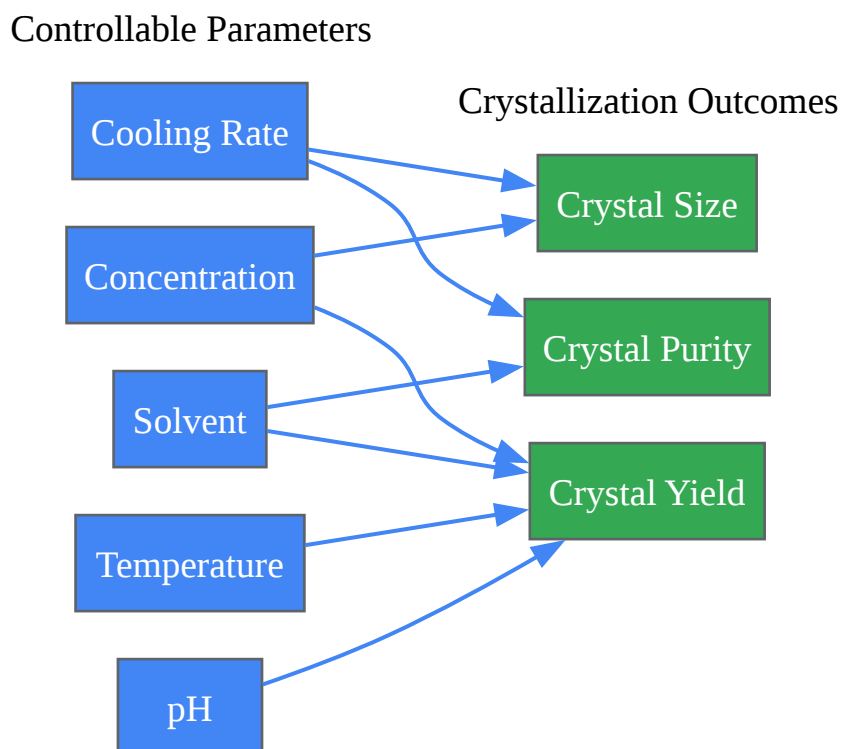 Controllable Parameters
Cooling Rate
Concentration
Solvent
Temperature
pH
Crystallization Outcomes
Crystal Size
Crystal Purity
Crystal Yield